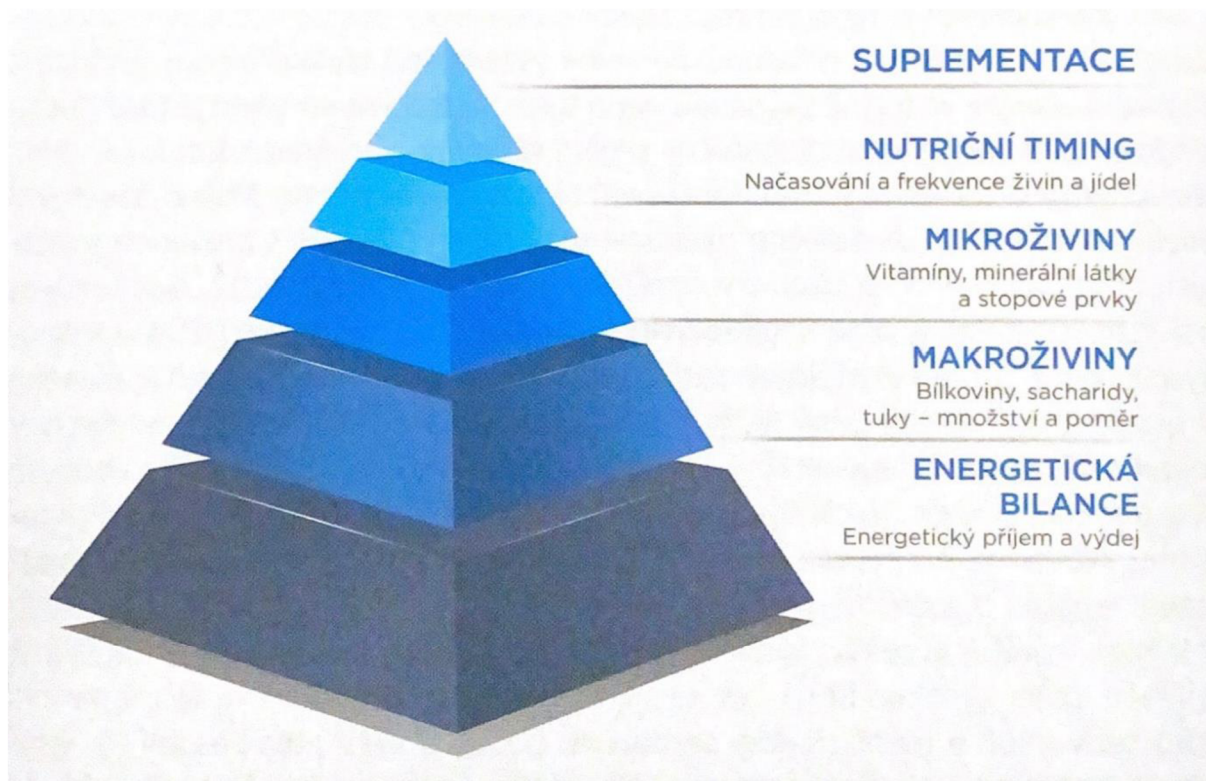 SUPLEMENTACE
NUTRIČNÍ TIMING
Načasování a frekvence živin a jídel
MIKROŽIVINY
Vitamíny, minerální látky
a stopové prvky
MAKROŽIVINY
Bílkoviny, sacharidy,
tuky – množství a poměr
ENERGETICKÁ
BILANCE
Energetický příjem a výdej